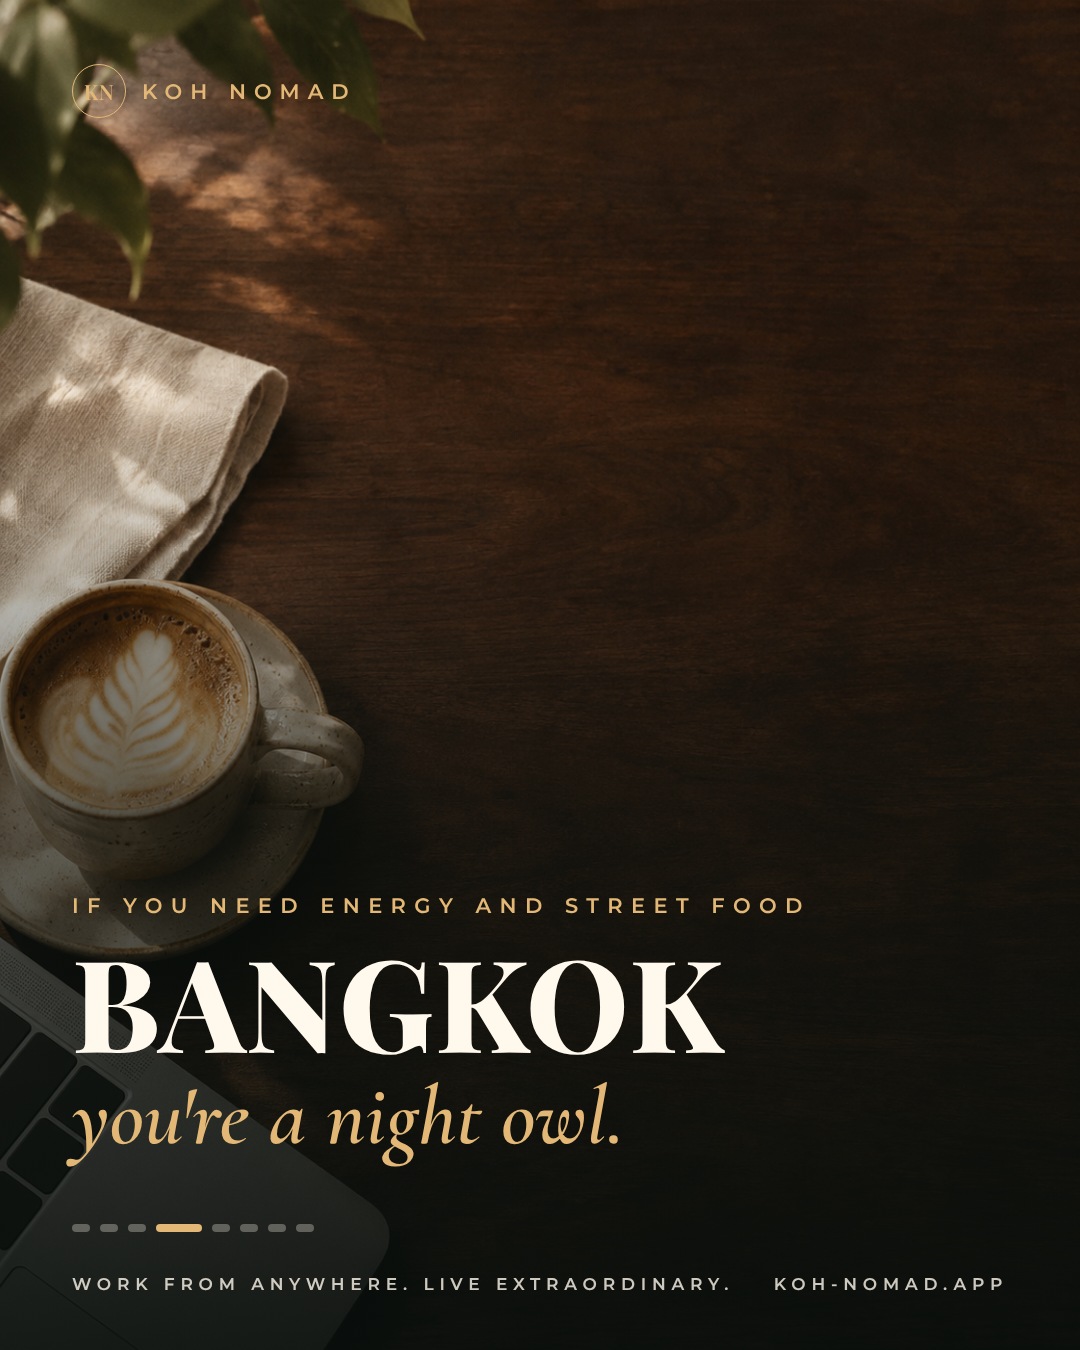 KN KOH NOMAD
IF YOU NEED ENERGY AND STREET FOOD
BANGKOK
you're a night owl.
WORK FROM ANYWHERE. LIVE EXTRAORDINARY. KOH-NOMAD.APP